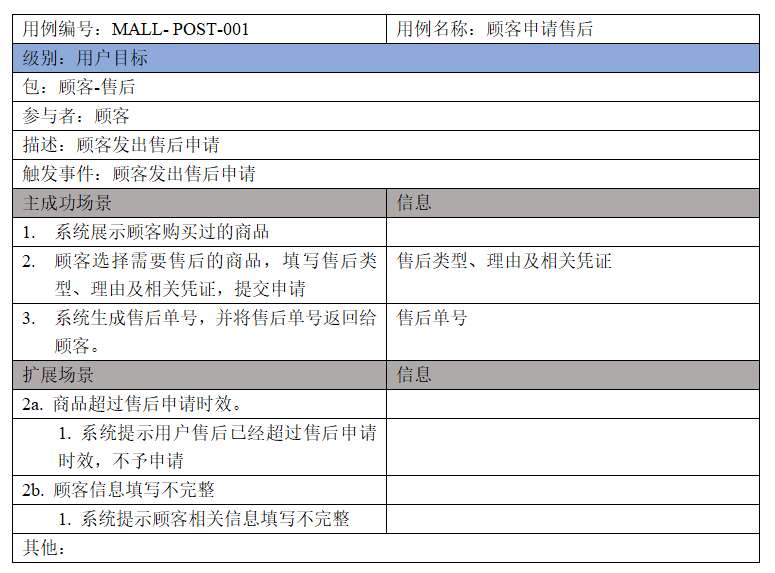 用例编号：MALL- POST-001
用例名称：顾客申请售后
级别：用户目标
包：顾客-售后
参与者：顾客
描述：顾客发出售后申请
触发事件：顾客发出售后申请
主成功场景
信息
1. 系统展示顾客购买过的商品
2. 顾客选择需要售后的商品，填写售后类
型、理由及相关凭证，提交申请
售后类型、理由及相关凭证
3. 系统生成售后单号，并将售后单号返回给
顾客。
售后单号
扩展场景
信息
2a. 商品超过售后申请时效。
1. 系统提示用户售后已经超过售后申请
时效，不予申请
2b. 顾客信息填写不完整
1. 系统提示顾客相关信息填写不完整
其他：